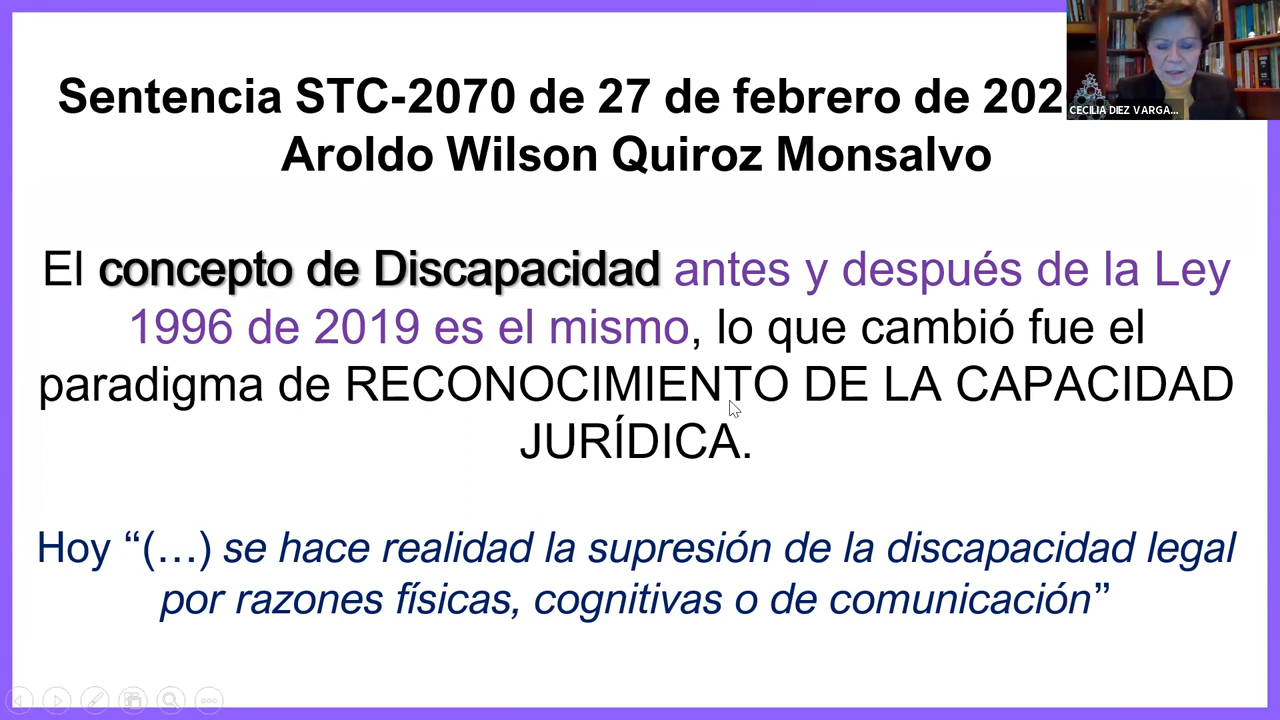 Sentencia STC-2070 de 27 de febrero de 202
Aroldo Wilson Quiroz Monsalvo
CECILIA DIEZ VARGA...
El concepto de Discapacidad antes y después de la Ley
1996 de 2019 es el mismo, lo que cambió fue el
paradigma de RECONOCIMIENTO DE LA CAPACIDAD
JURÍDICA.
Hoy “(…) se hace realidad la supresión de la discapacidad legal
por razones físicas, cognitivas o de comunicación”